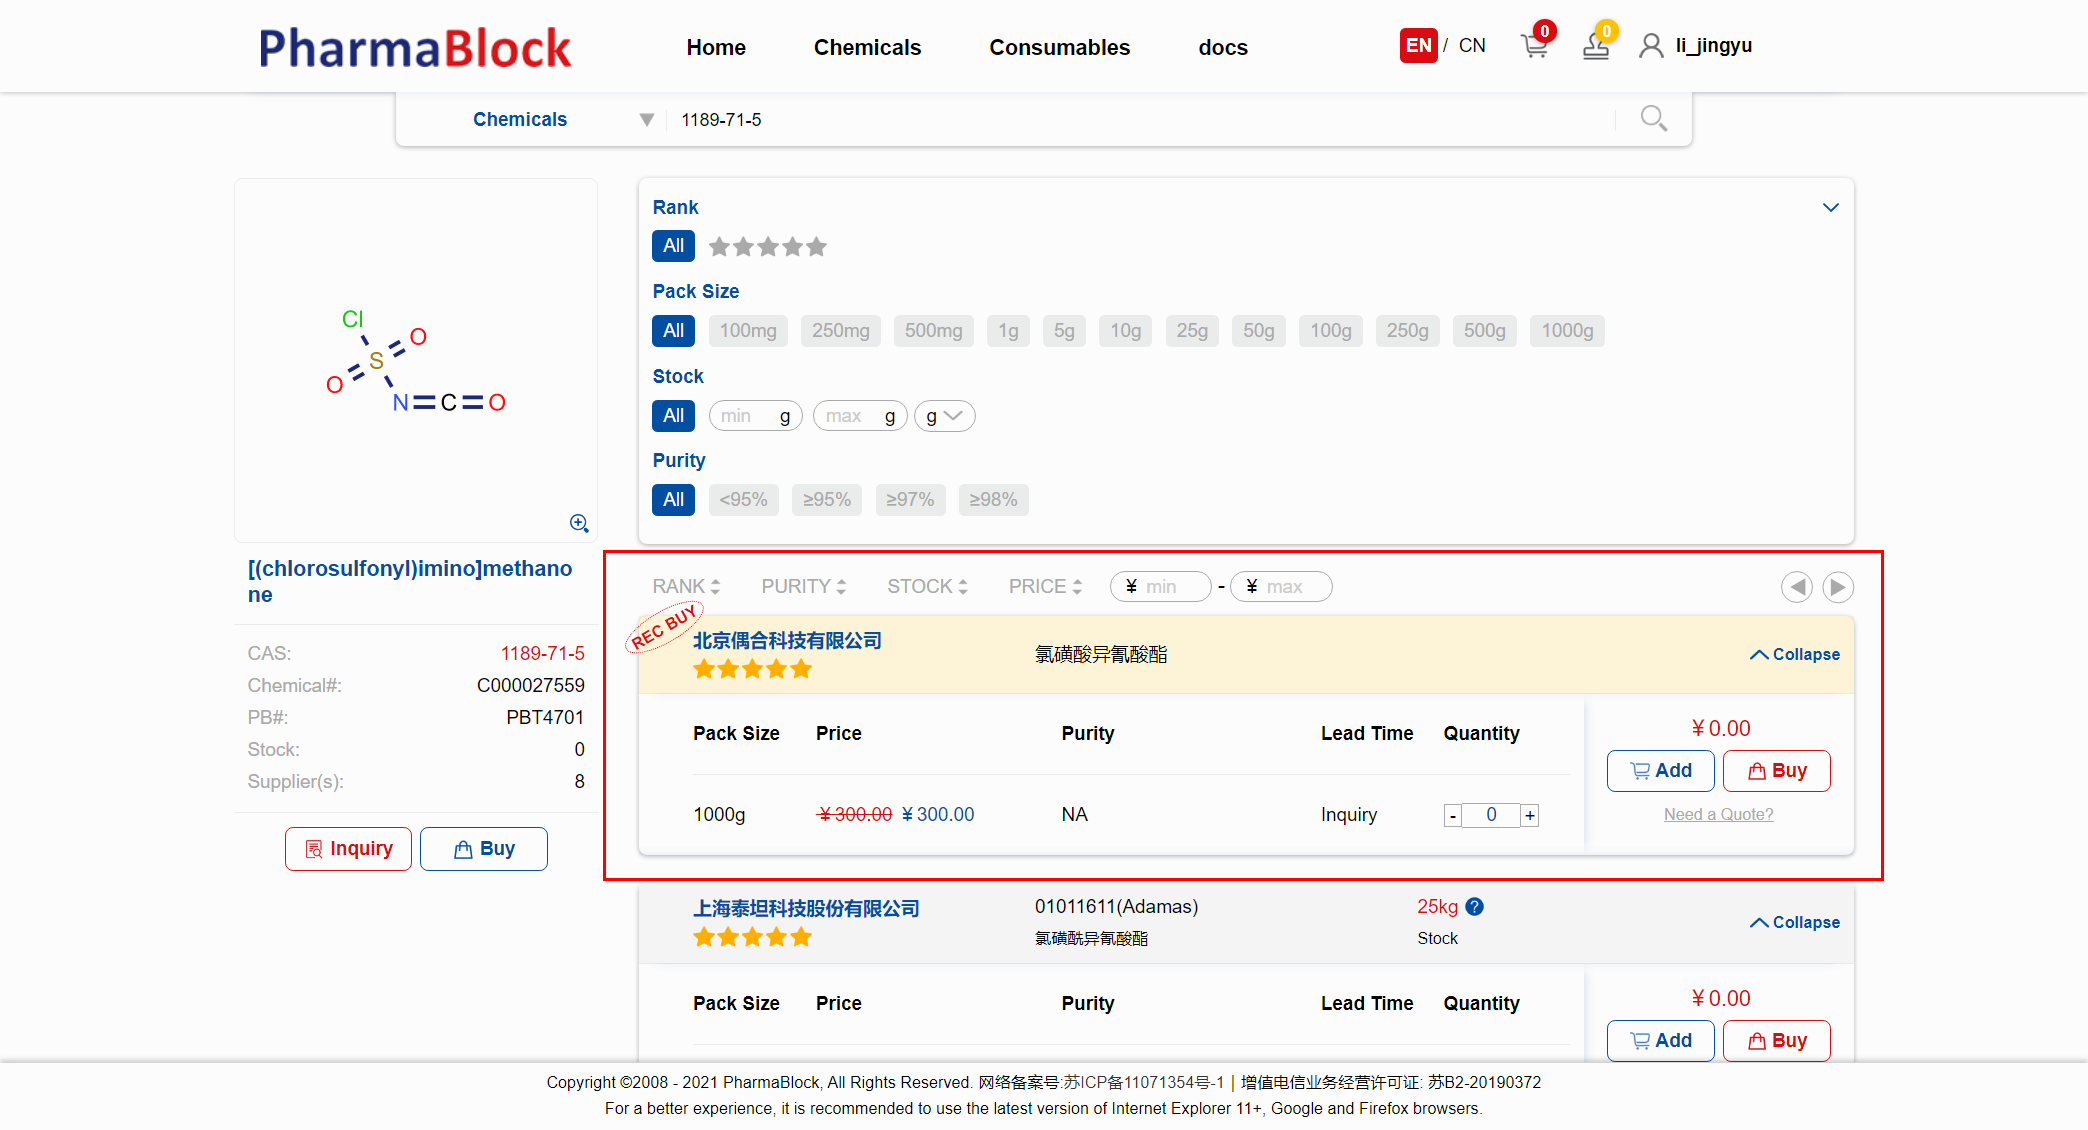 PharmaBlock
Home Chemicals Consumables docs
EN / CN 0 0 li_jingyu
Chemicals 1189-71-5
Cl
O
S
O
N C O
[(chlorosulfonyl)imino]methano
ne
CAS: 1189-71-5
Chemical#: C000027559
PB#: PBT4701
Stock: 0
Supplier(s): 8
Inquiry Buy
Rank
All
Pack Size
All 100mg 250mg 500mg 1g 5g 10g 25g 50g 100g 250g 500g 1000g
Stock
All min g max g g
Purity
All <95% ≥95% ≥97% ≥98%
RANK PURITY STOCK PRICE ¥ min - ¥ max
REC BUY
北京偶合科技有限公司 氯磺酸异氰酸酯 Collapse
Pack Size Price Purity Lead Time Quantity ¥ 0.00
Add Buy
1000g ¥ 300.00 ¥ 300.00 NA Inquiry - 0 + Need a Quote?
上海泰坦科技股份有限公司 01011611(Adamas) 25kg ? Collapse
氯磺酰异氰酸酯 Stock
Pack Size Price Purity Lead Time Quantity ¥ 0.00
Add Buy
Copyright ©2008 - 2021 PharmaBlock, All Rights Reserved. 网络备案号:苏ICP备11071354号-1 | 增值电信业务经营许可证: 苏B2-20190372
For a better experience, it is recommended to use the latest version of Internet Explorer 11+, Google and Firefox browsers.